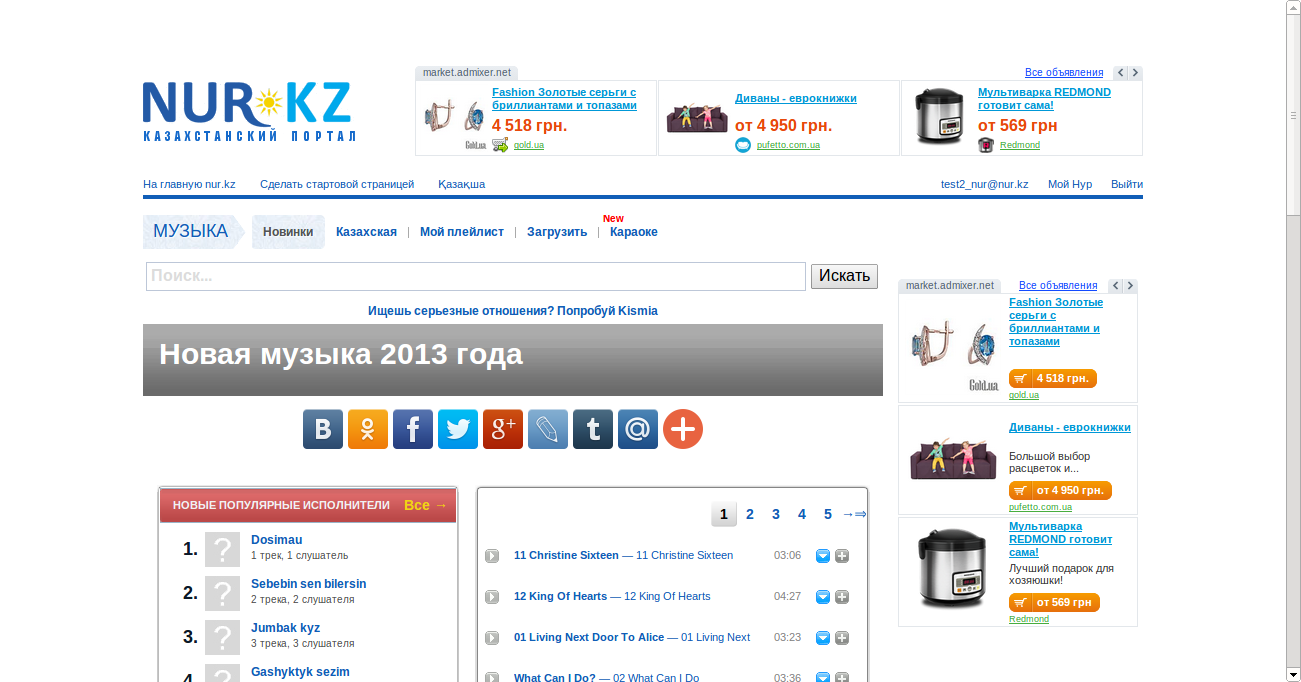 NUR KZ
КАЗАХСТАНСКИЙ ПОРТАЛ
market.admixer.net
Все объявления
Fashion Золотые серьги с
бриллиантами и топазами
4 518 грн.
Gold.ua
gold.ua
Диваны - еврокнижки
от 4 950 грн.
pufetto.com.ua
Мультиварка REDMOND
готовит сама!
от 569 грн
Redmond
На главную nur.kz
Сделать стартовой страницей
Қазақша
test2_nur@nur.kz
Мой Нур
Выйти
МУЗЫКА
Новинки
Казахская
Мой плейлист
Загрузить
New
Караоке
Поиск...
Искать
Ищешь серьезные отношения? Попробуй Kismia
Новая музыка 2013 года
В
f
g+
t
@
НОВЫЕ ПОПУЛЯРНЫЕ ИСПОЛНИТЕЛИ
Все →
1.
?
Dosimau
1 трек, 1 слушатель
2.
?
Sebebin sen bilersin
2 трека, 2 слушателя
3.
?
Jumbak kyz
3 трека, 3 слушателя
4.
?
Gashyktyk sezim
1 2 3 4 5 →⇒
11 Christine Sixteen — 11 Christine Sixteen 03:06
12 King Of Hearts — 12 King Of Hearts 04:27
01 Living Next Door To Alice — 01 Living Next 03:23
What Can I Do? — 02 What Can I Do 03:36
market.admixer.net
Все объявления
Fashion Золотые
серьги с
бриллиантами и
топазами
Gold.ua
4 518 грн.
gold.ua
Диваны - еврокнижки
Большой выбор
расцветок и...
от 4 950 грн.
pufetto.com.ua
Мультиварка
REDMOND готовит
сама!
Лучший подарок для
хозяюшки!
от 569 грн
Redmond